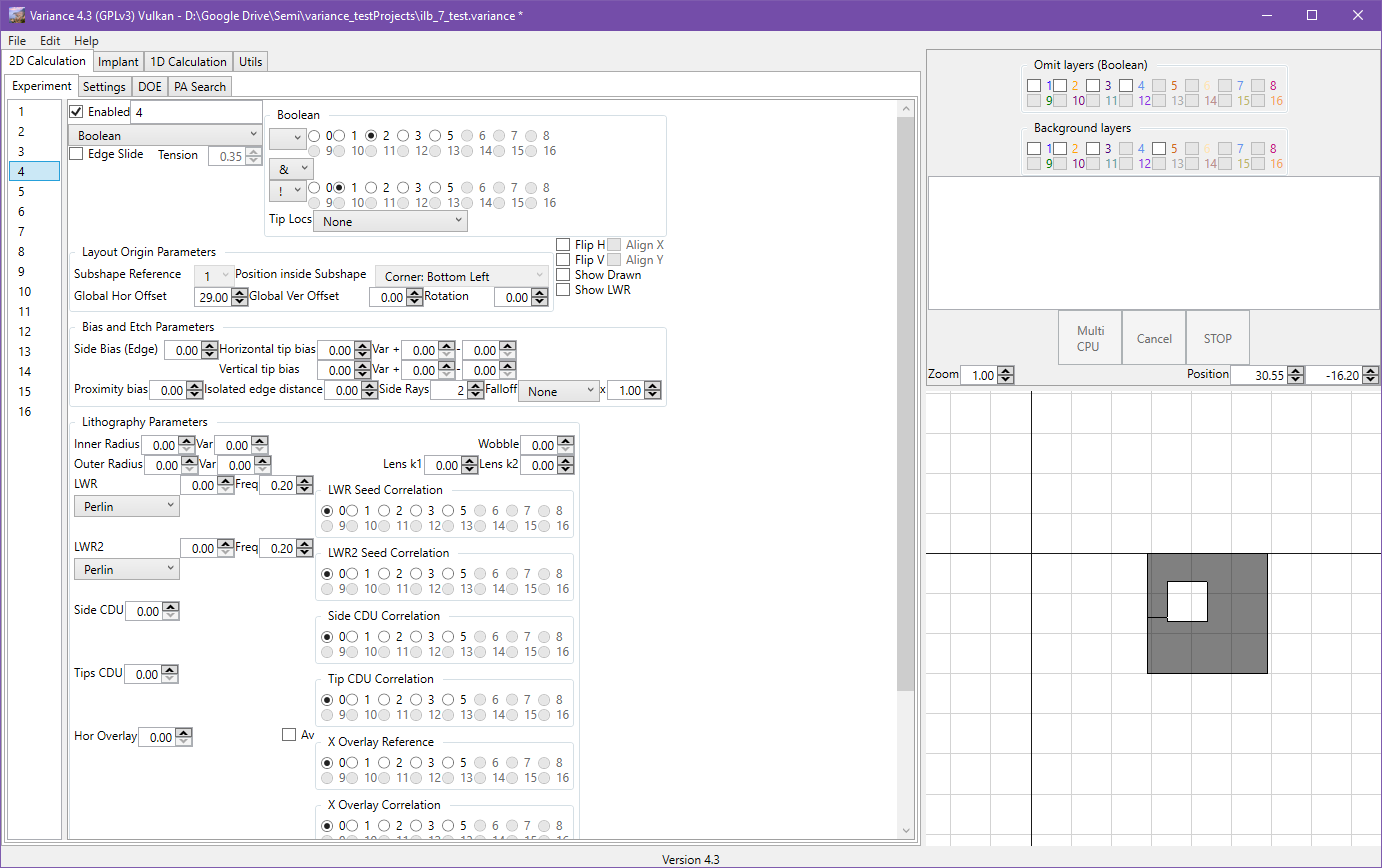 Variance 4.3 (GPLv3) Vulkan - D:\Google Drive\Semi\variance_testProjects\ilb_7_test.variance *
File Edit Help
2D Calculation Implant 1D Calculation Utils
Experiment Settings DOE PA Search
1
2
3
4
5
6
7
8
9
10
11
12
13
14
15
16
Enabled 4
Boolean
Edge Slide Tension 0.35
Boolean
0 1 2 3 5 6 7 8
9 10 11 12 13 14 15 16
&
! 0 1 2 3 5 6 7 8
9 10 11 12 13 14 15 16
Tip Locs None
Layout Origin Parameters
Subshape Reference 1 Position inside Subshape Corner: Bottom Left
Global Hor Offset 29.00 Global Ver Offset 0.00 Rotation 0.00
Flip H Align X
Flip V Align Y
Show Drawn
Show LWR
Bias and Etch Parameters
Side Bias (Edge) 0.00 Horizontal tip bias 0.00 Var + 0.00 - 0.00
Vertical tip bias 0.00 Var + 0.00 - 0.00
Proximity bias 0.00 Isolated edge distance 0.00 Side Rays 2 Falloff None x 1.00
Lithography Parameters
Inner Radius 0.00 Var 0.00 Wobble 0.00
Outer Radius 0.00 Var 0.00 Lens k1 0.00 Lens k2 0.00
LWR 0.00 Freq 0.20
Perlin
LWR Seed Correlation
0 1 2 3 5 6 7 8
9 10 11 12 13 14 15 16
LWR2 0.00 Freq 0.20
Perlin
LWR2 Seed Correlation
0 1 2 3 5 6 7 8
9 10 11 12 13 14 15 16
Side CDU 0.00
Side CDU Correlation
0 1 2 3 5 6 7 8
9 10 11 12 13 14 15 16
Tips CDU 0.00
Tip CDU Correlation
0 1 2 3 5 6 7 8
9 10 11 12 13 14 15 16
Hor Overlay 0.00 Av
X Overlay Reference
0 1 2 3 5 6 7 8
9 10 11 12 13 14 15 16
X Overlay Correlation
0 1 2 3 5 6 7 8
Omit layers (Boolean)
1 2 3 4 5 6 7 8
9 10 11 12 13 14 15 16
Background layers
1 2 3 4 5 6 7 8
9 10 11 12 13 14 15 16
Multi
CPU
Cancel
STOP
Zoom 1.00 Position 30.55 -16.20
Version 4.3